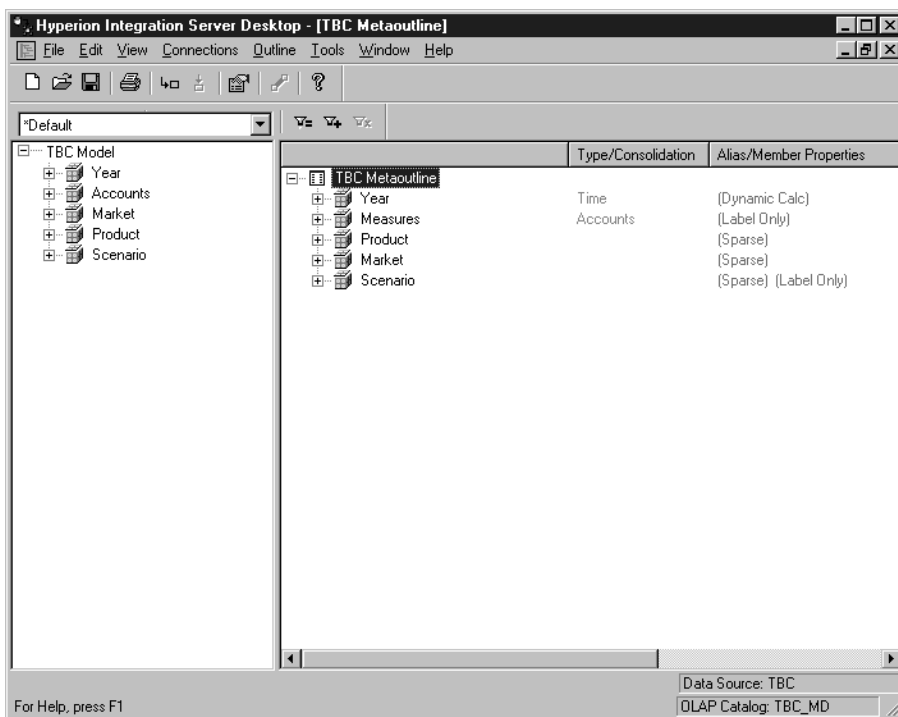 Hyperion Integration Server Desktop - [TBC Metaoutline]
File Edit View Connections Outline Tools Window Help
*Default
TBC Model
Year
Accounts
Market
Product
Scenario
Type/Consolidation Alias/Member Properties
TBC Metaoutline
Year Time (Dynamic Calc)
Measures Accounts (Label Only)
Product (Sparse)
Market (Sparse)
Scenario (Sparse) (Label Only)
Data Source: TBC
For Help, press F1 OLAP Catalog: TBC_MD